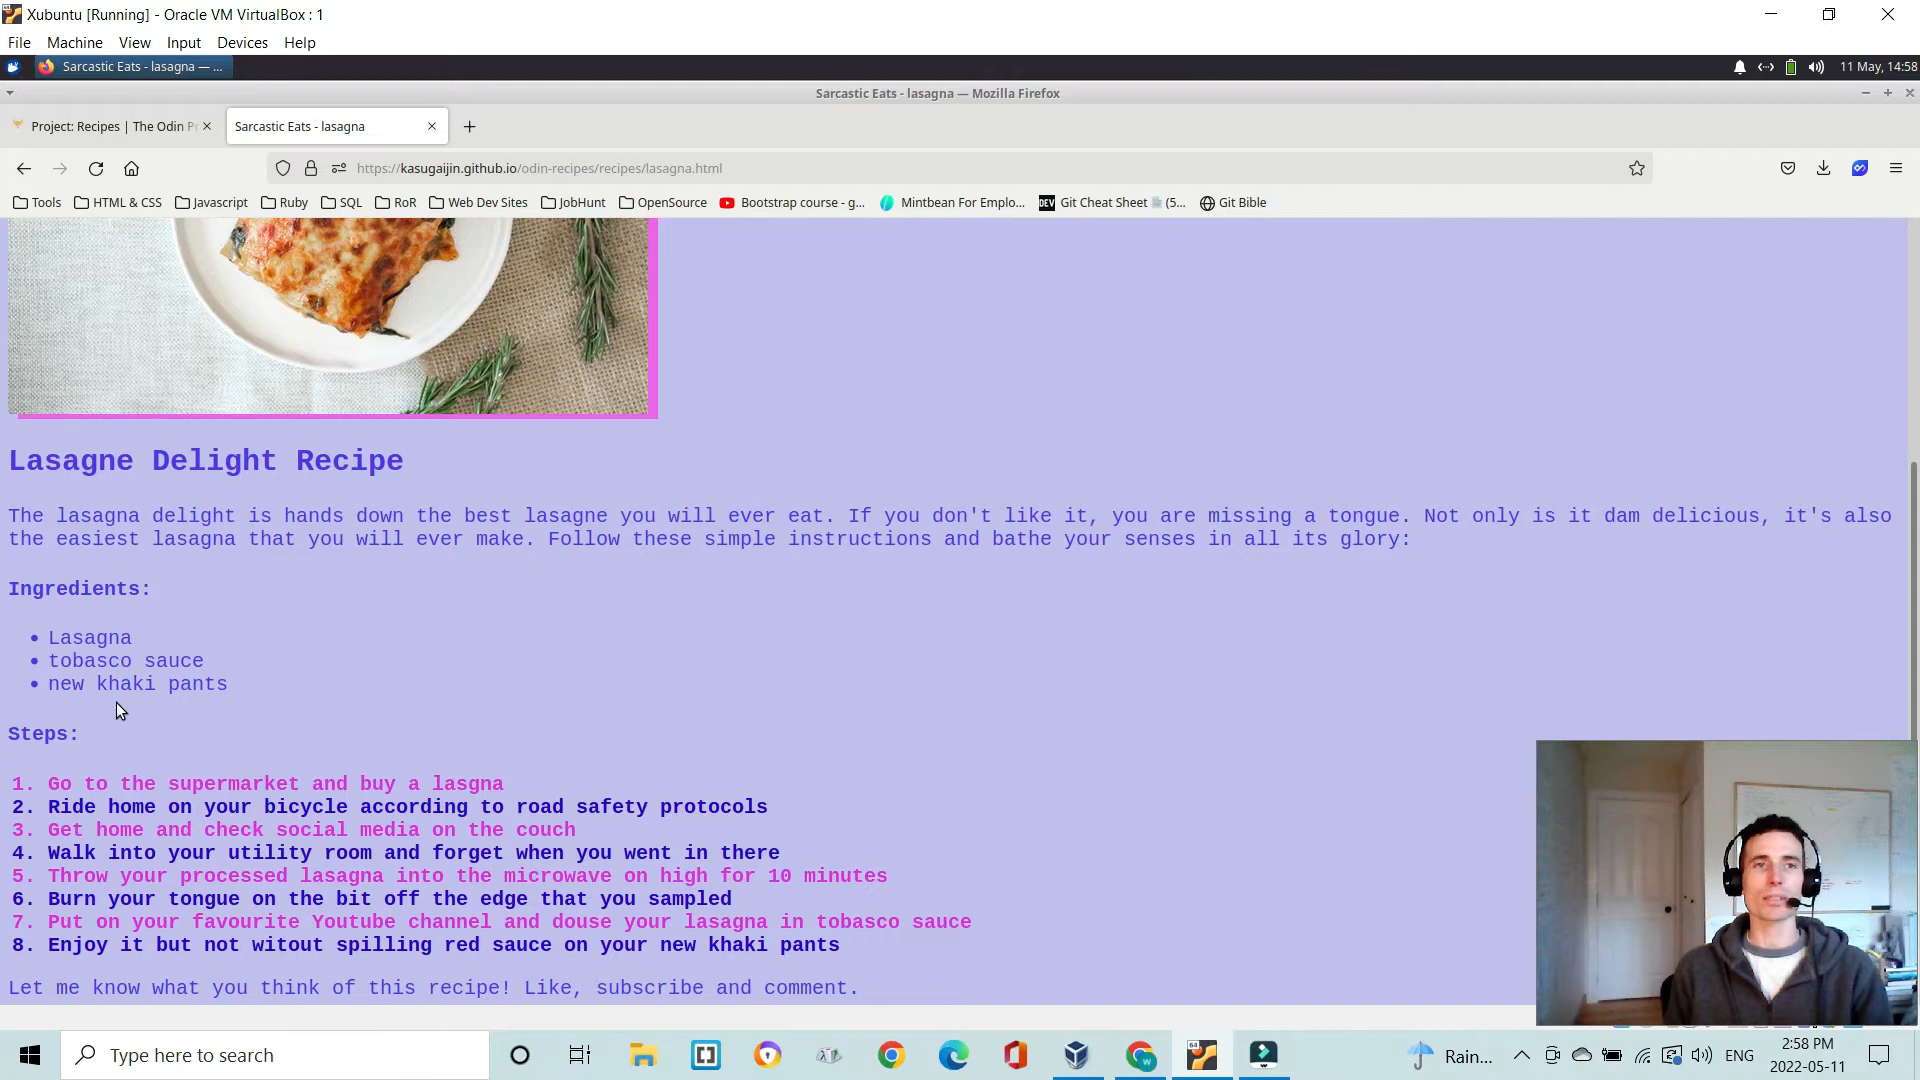 Xubuntu [Running] - Oracle VM VirtualBox : 1
File Machine View Input Devices Help
Sarcastic Eats - lasagna — ...
11 May, 14:58
Sarcastic Eats - lasagna — Mozilla Firefox
Project: Recipes | The Odin Pr
Sarcastic Eats - lasagna
https://kasugaijin.github.io/odin-recipes/recipes/lasagna.html
Tools HTML & CSS Javascript Ruby SQL RoR Web Dev Sites JobHunt OpenSource Bootstrap course - g... Mintbean For Emplo... DEV Git Cheat Sheet (5... Git Bible
Lasagne Delight Recipe
The lasagna delight is hands down the best lasagne you will ever eat. If you don't like it, you are missing a tongue. Not only is it dam delicious, it's also
the easiest lasagna that you will ever make. Follow these simple instructions and bathe your senses in all its glory:
Ingredients:
• Lasagna
• tobasco sauce
• new khaki pants
Steps:
1. Go to the supermarket and buy a lasgna
2. Ride home on your bicycle according to road safety protocols
3. Get home and check social media on the couch
4. Walk into your utility room and forget when you went in there
5. Throw your processed lasagna into the microwave on high for 10 minutes
6. Burn your tongue on the bit off the edge that you sampled
7. Put on your favourite Youtube channel and douse your lasagna in tobasco sauce
8. Enjoy it but not witout spilling red sauce on your new khaki pants
Let me know what you think of this recipe! Like, subscribe and comment.
Type here to search
Rain...
ENG
2:58 PM
2022-05-11